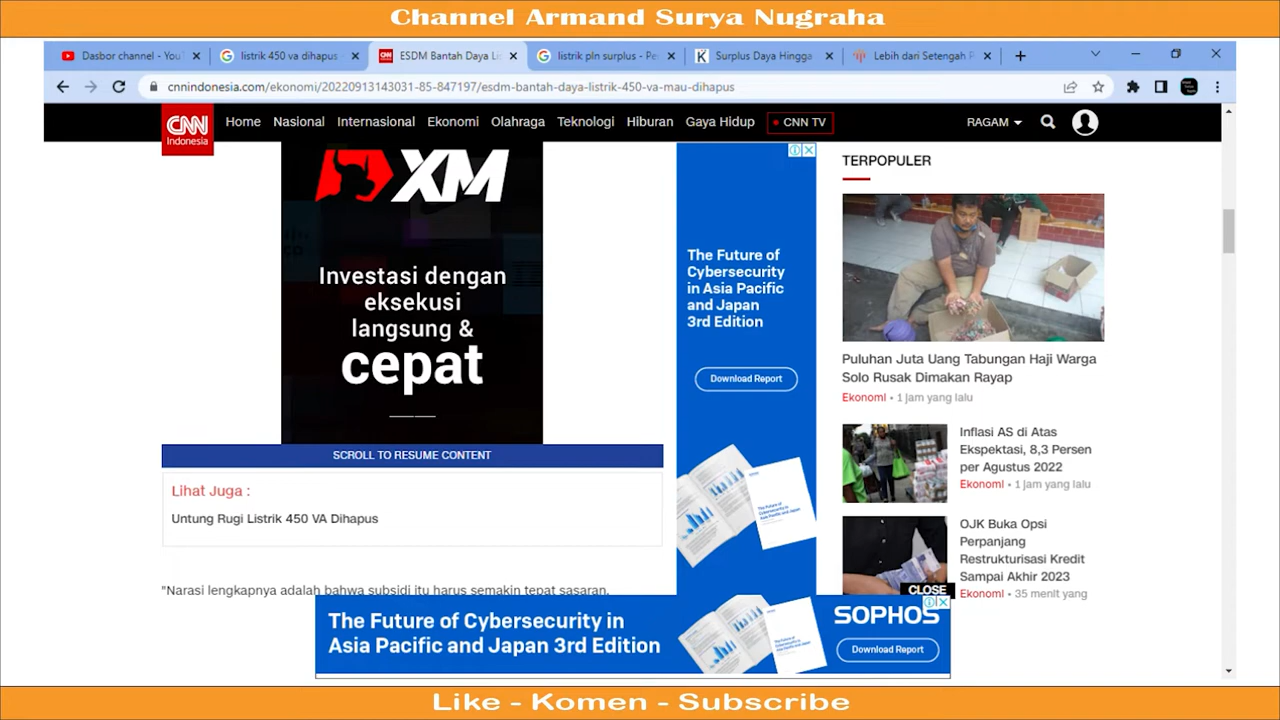 Channel Armand Surya Nugraha
Dasbor channel - You
listrik 450 va dihapus
ESDM Bantah Daya Lis
listrik pln surplus - Pe
Surplus Daya Hingga
Lebih dari Setengah P
cnnindonesia.com/ekonomi/20220913143031-85-847197/esdm-bantah-daya-listrik-450-va-mau-dihapus
CNN
Indonesia
Home
Nasional
Internasional
Ekonomi
Olahraga
Teknologi
Hiburan
Gaya Hidup
CNN TV
RAGAM
XM
Investasi dengan
eksekusi
langsung &
cepat
SCROLL TO RESUME CONTENT
Lihat Juga :
Untung Rugi Listrik 450 VA Dihapus
"Narasi lengkapnya adalah bahwa subsidi itu harus semakin tepat sasaran.
The Future of
Cybersecurity
in Asia Pacific
and Japan
3rd Edition
Download Report
TERPOPULER
Puluhan Juta Uang Tabungan Haji Warga
Solo Rusak Dimakan Rayap
Ekonomi • 1 jam yang lalu
Inflasi AS di Atas
Ekspektasi, 8,3 Persen
per Agustus 2022
Ekonomi • 1 jam yang lalu
OJK Buka Opsi
Perpanjang
Restrukturisasi Kredit
Sampai Akhir 2023
Ekonomi • 35 menit yang
CLOSE
The Future of Cybersecurity in
Asia Pacific and Japan 3rd Edition
SOPHOS
Download Report
Like - Komen - Subscribe